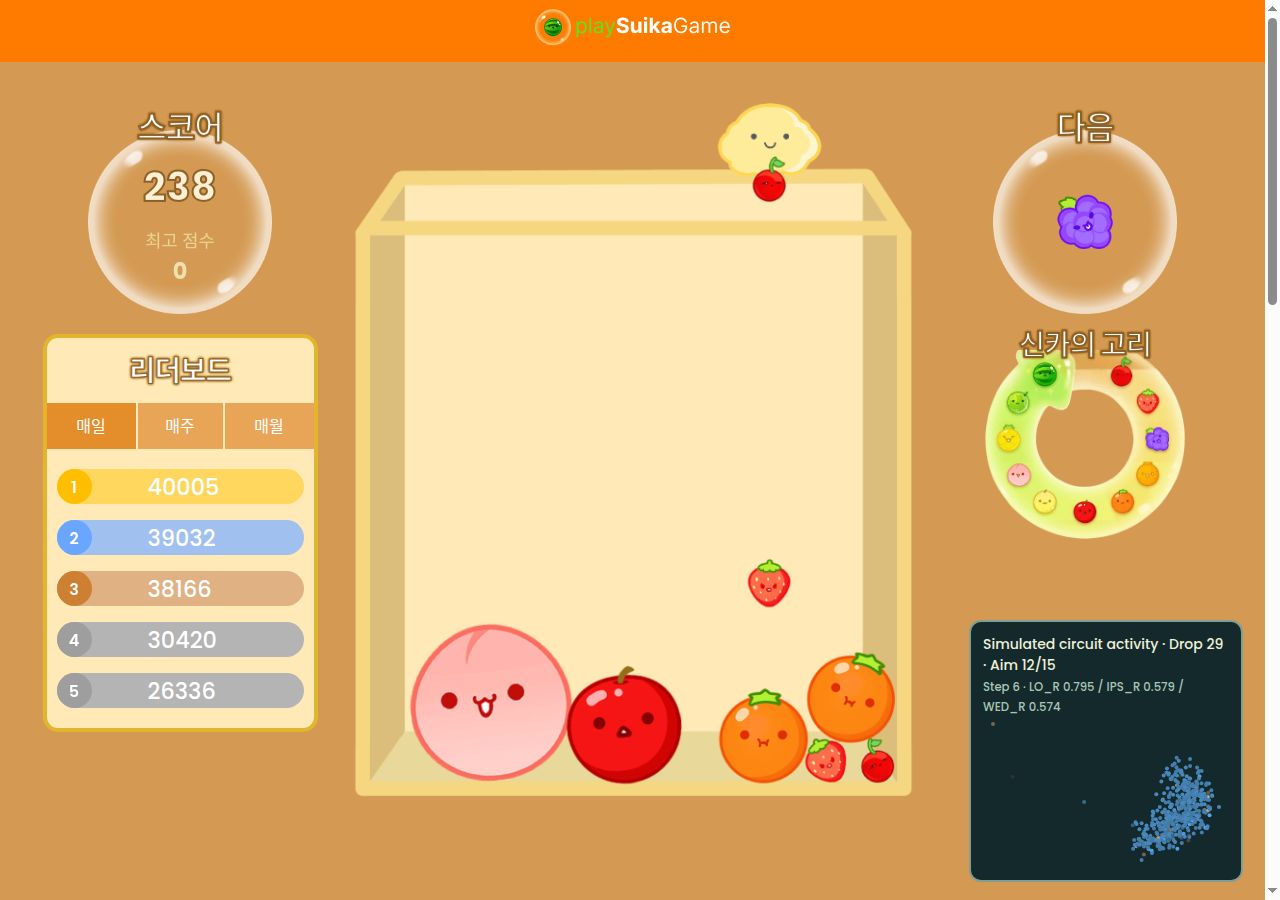 playSuikaGame
스코어
238
최고 점수
0
리더보드
매일 매주 매월
1 40005
2 39032
3 38166
4 30420
5 26336
다음
신카의 고리
Simulated circuit activity · Drop 29
· Aim 12/15
Step 6 · LO_R 0.795 / IPS_R 0.579 /
WED_R 0.574